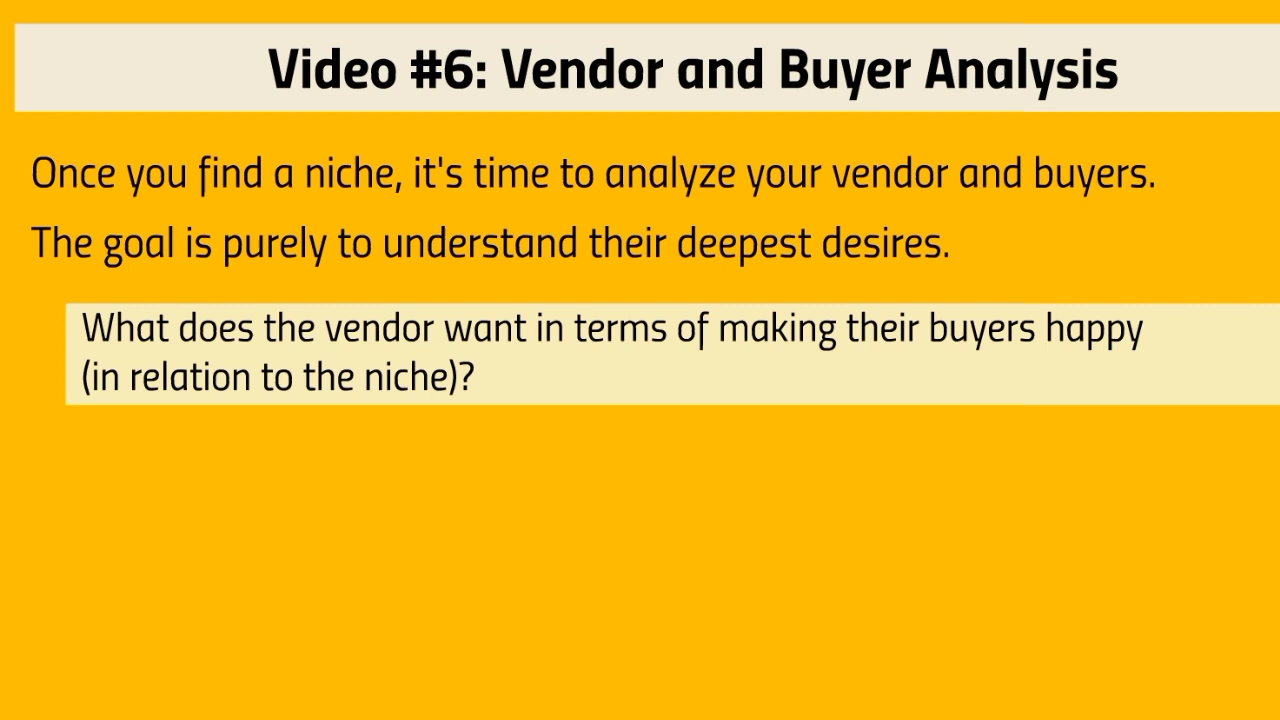 Video #6: Vendor and Buyer Analysis
Once you find a niche, it's time to analyze your vendor and buyers.
The goal is purely to understand their deepest desires.
What does the vendor want in terms of making their buyers happy
(in relation to the niche)?